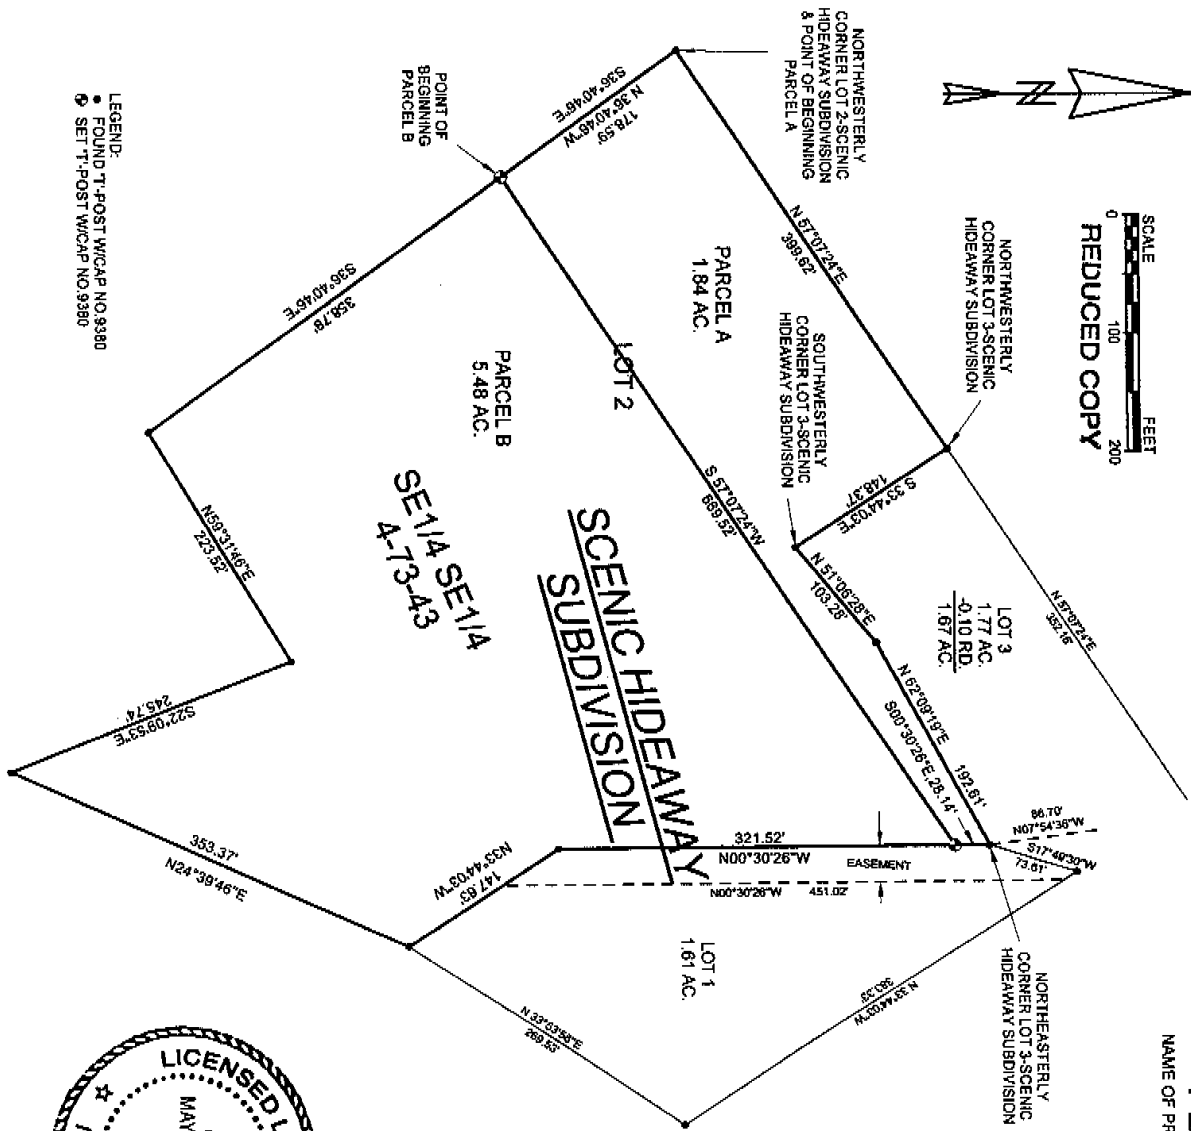 NORTHWESTERLY
CORNER LOT 2-SCENIC
HIDEAWAY SUBDIVISION
& POINT OF BEGINNING
PARCEL A
SCALE
FEET
0
100
200
REDUCED COPY
NORTHWESTERLY
CORNER LOT 3-SCENIC
HIDEAWAY SUBDIVISION
N
NAME OF PR
S36°40'46"E
N 36°40'46"W
178.59'
POINT OF
BEGINNING
PARCEL B
N 57°07'24"E
399.62'
PARCEL A
1.84 AC.
SOUTHWESTERLY
CORNER LOT 3-SCENIC
HIDEAWAY SUBDIVISION
S 33°44'03"E
148.37'
N 57°07'24"E
352.16'
LOT 3
1.77 AC.
-0.10 RD.
1.67 AC.
N 51°06'28"E
103.28'
N 62°09'19"E
192.61'
S00°30'26"E, 28.14'
86.70'
N07°54'36"W
S17°49'30"W
73.61'
NORTHEASTERLY
CORNER LOT 3-SCENIC
HIDEAWAY SUBDIVISION
LEGEND:
FOUND 'T'-POST W/CAP NO.9380
SET 'T'-POST W/CAP NO.9380
S36°40'46"E
358.78'
LOT 2
PARCEL B
5.48 AC.
S 57°07'24"W
669.52'
SE1/4 SE1/4
4-73-43
SCENIC HIDEAWAY
SUBDIVISION
321.52'
N00°30'26"W
EASEMENT
N00°30'26"W
451.02'
LOT 1
1.61 AC.
N 33°44'03"W
383.33'
N59°31'46"E
223.52'
S22°09'53"E
245.74'
N33°44'03"W
147.63'
353.37'
N24°39'46"E
N 33°53'58"E
269.53'
LICENSED L
MAY